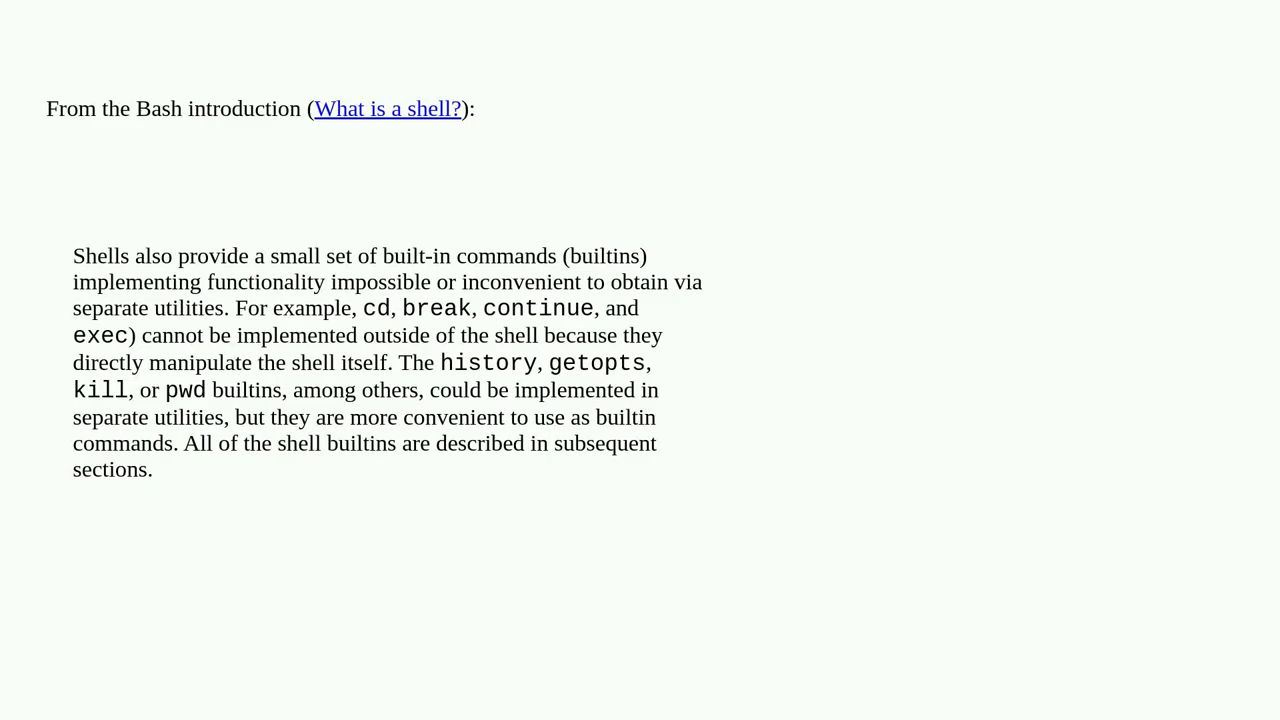 From the Bash introduction (What is a shell?):
Shells also provide a small set of built-in commands (builtins)
implementing functionality impossible or inconvenient to obtain via
separate utilities. For example, cd, break, continue, and
exec) cannot be implemented outside of the shell because they
directly manipulate the shell itself. The history, getopts,
kill, or pwd builtins, among others, could be implemented in
separate utilities, but they are more convenient to use as builtin
commands. All of the shell builtins are described in subsequent
sections.